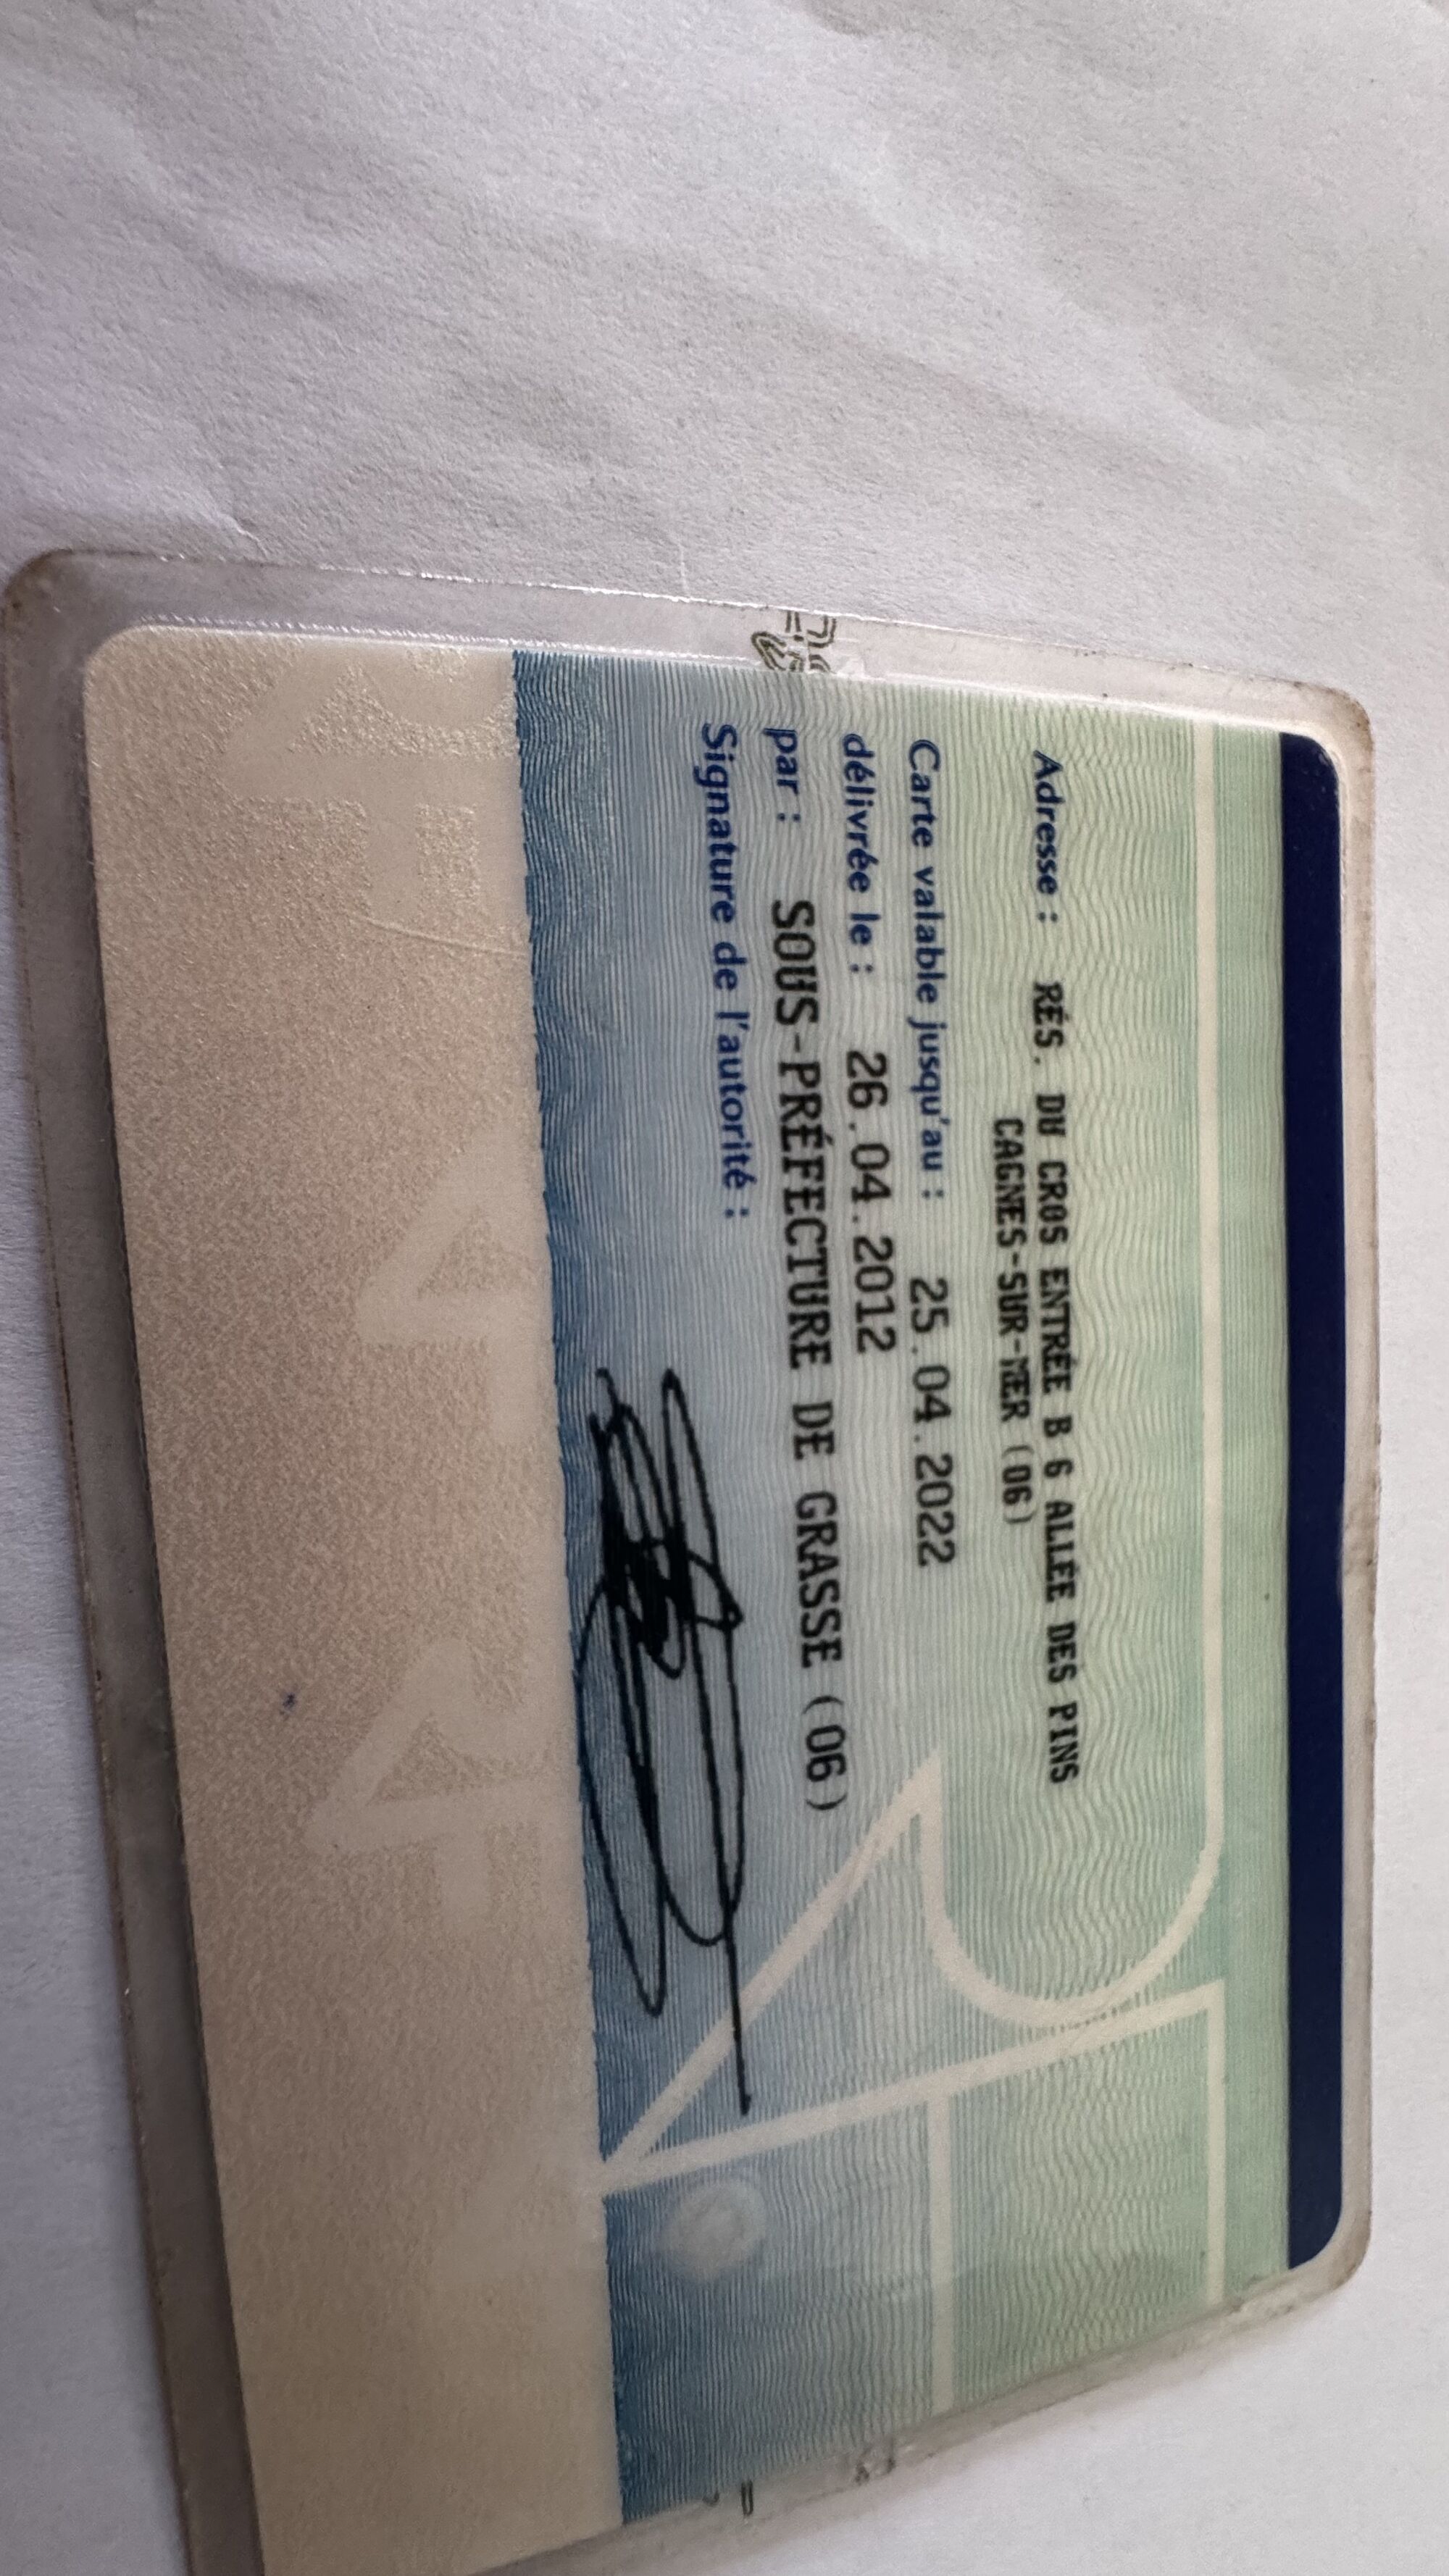 Adresse : RÉS. DU CROS ENTRÉE B 6 ALLÉE DES PINS
CAGNES-SUR-MER (06)
Carte valable jusqu'au : 25.04.2022
délivrée le : 26.04.2012
par : SOUS-PRÉFECTURE DE GRASSE (06)
Signature de l'autorité :